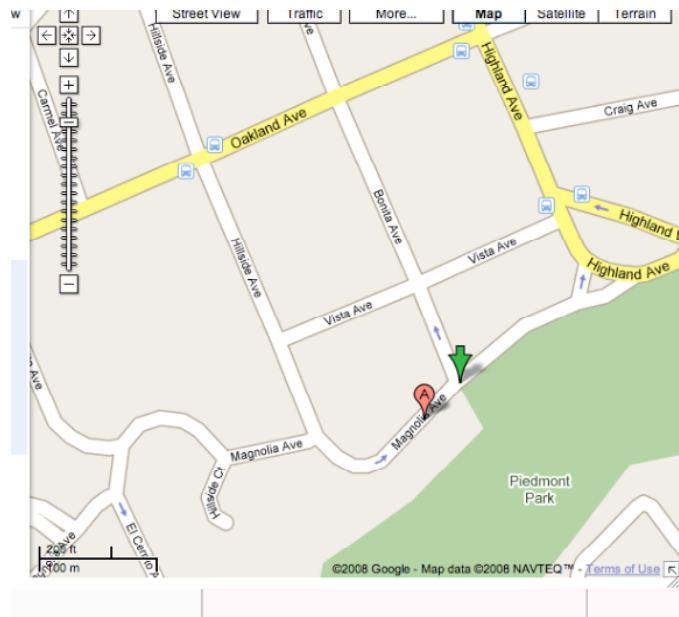 w
Street View
Traffic
More...
Map
Satellite
Terrain
Hillside Ave
Highland Ave
Carmel Ave
Craig Ave
Oakland Ave
Bonita Ave
Highland
Hillside Ave
Vista Ave
Highland Ave
Vista Ave
A
Magnolia Ave
Magnolia Ave
Hillside Ct
Piedmont
Park
El Cerrito A
Ave
200 ft
100 m
©2008 Google - Map data ©2008 NAVTEQ™ - Terms of Use